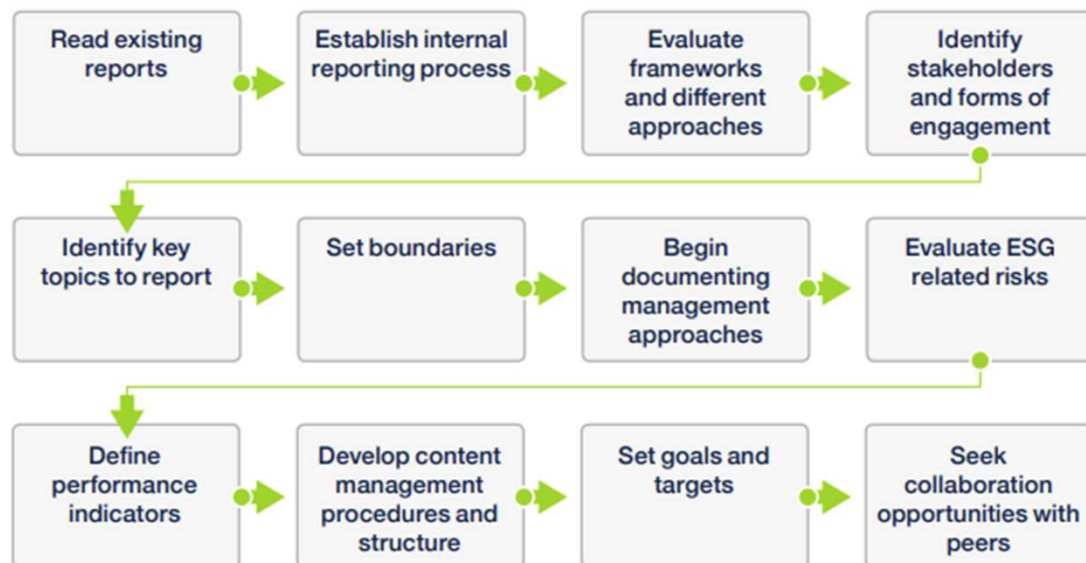 Read existing
reports
Establish internal
reporting process
Evaluate
frameworks
and different
approaches
Identify
stakeholders
and forms of
engagement
Identify key
topics to report
Set boundaries
Begin
documenting
management
approaches
Evaluate ESG
related risks
Define
performance
indicators
Develop content
management
procedures and
structure
Set goals and
targets
Seek
collaboration
opportunities with
peers